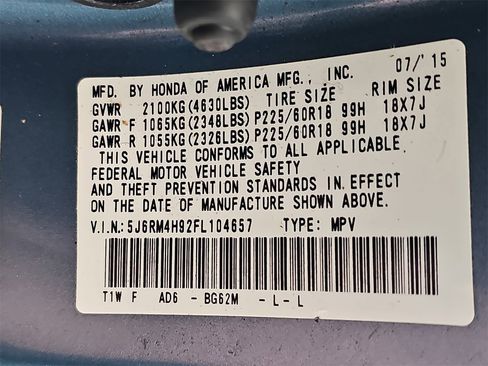 MFD. BY HONDA OF AMERICA MFG., INC. 07/'15
GVWR 2100KG(4630LBS) TIRE SIZE RIM SIZE
GAWR F 1065KG(2348LBS) P225/60R18 99H 18X7J
GAWR R 1055KG(2326LBS) P225/60R18 99H 18X7J
THIS VEHICLE CONFORMS TO ALL APPLICABLE
FEDERAL MOTOR VEHICLE SAFETY
AND THEFT PREVENTION STANDARDS IN EFFECT
ON THE DATE OF MANUFACTURE SHOWN ABOVE.
V.I.N.:5J6RM4H92FL104657 TYPE: MPV
T1W F AD6 -BG62M -L-L